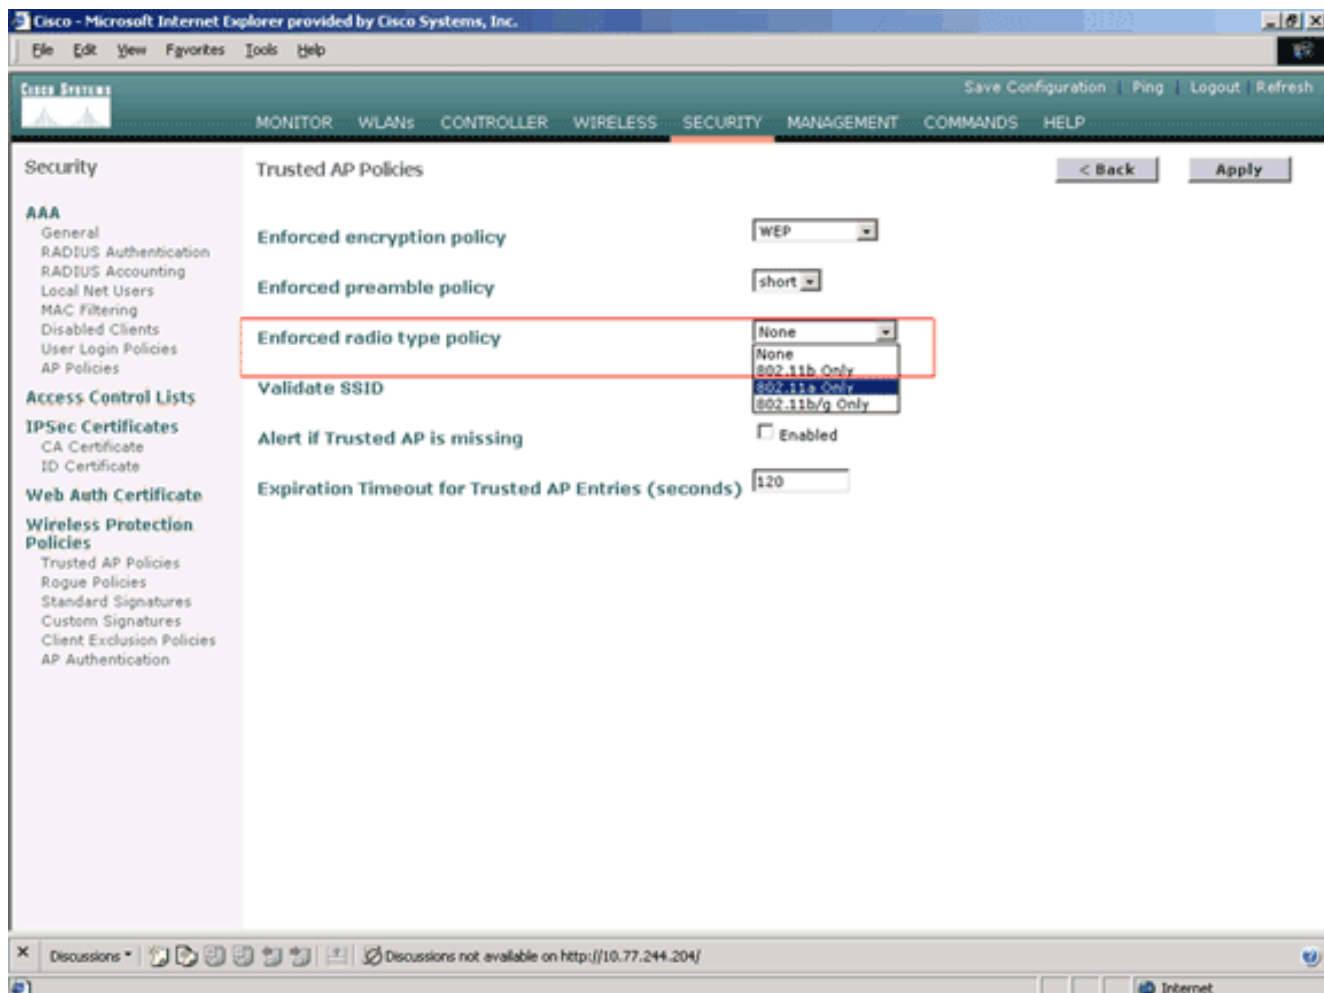 Cisco - Microsoft Internet Explorer provided by Cisco Systems, Inc.
File Edit View Favorites Tools Help
CISCO SYSTEMS
Save Configuration | Ping | Logout | Refresh
MONITOR WLANs CONTROLLER WIRELESS SECURITY MANAGEMENT COMMANDS HELP
Security
AAA
General
RADIUS Authentication
RADIUS Accounting
Local Net Users
MAC Filtering
Disabled Clients
User Login Policies
AP Policies
Access Control Lists
IPSec Certificates
CA Certificate
ID Certificate
Web Auth Certificate
Wireless Protection
Policies
Trusted AP Policies
Rogue Policies
Standard Signatures
Custom Signatures
Client Exclusion Policies
AP Authentication
Trusted AP Policies
< Back Apply
Enforced encryption policy WEP
Enforced preamble policy short
Enforced radio type policy None
None
802.11b Only
802.11a Only
802.11b/g Only
Validate SSID
Alert if Trusted AP is missing Enabled
Expiration Timeout for Trusted AP Entries (seconds) 120
Discussions Discussions not available on http://10.77.244.204/
Internet